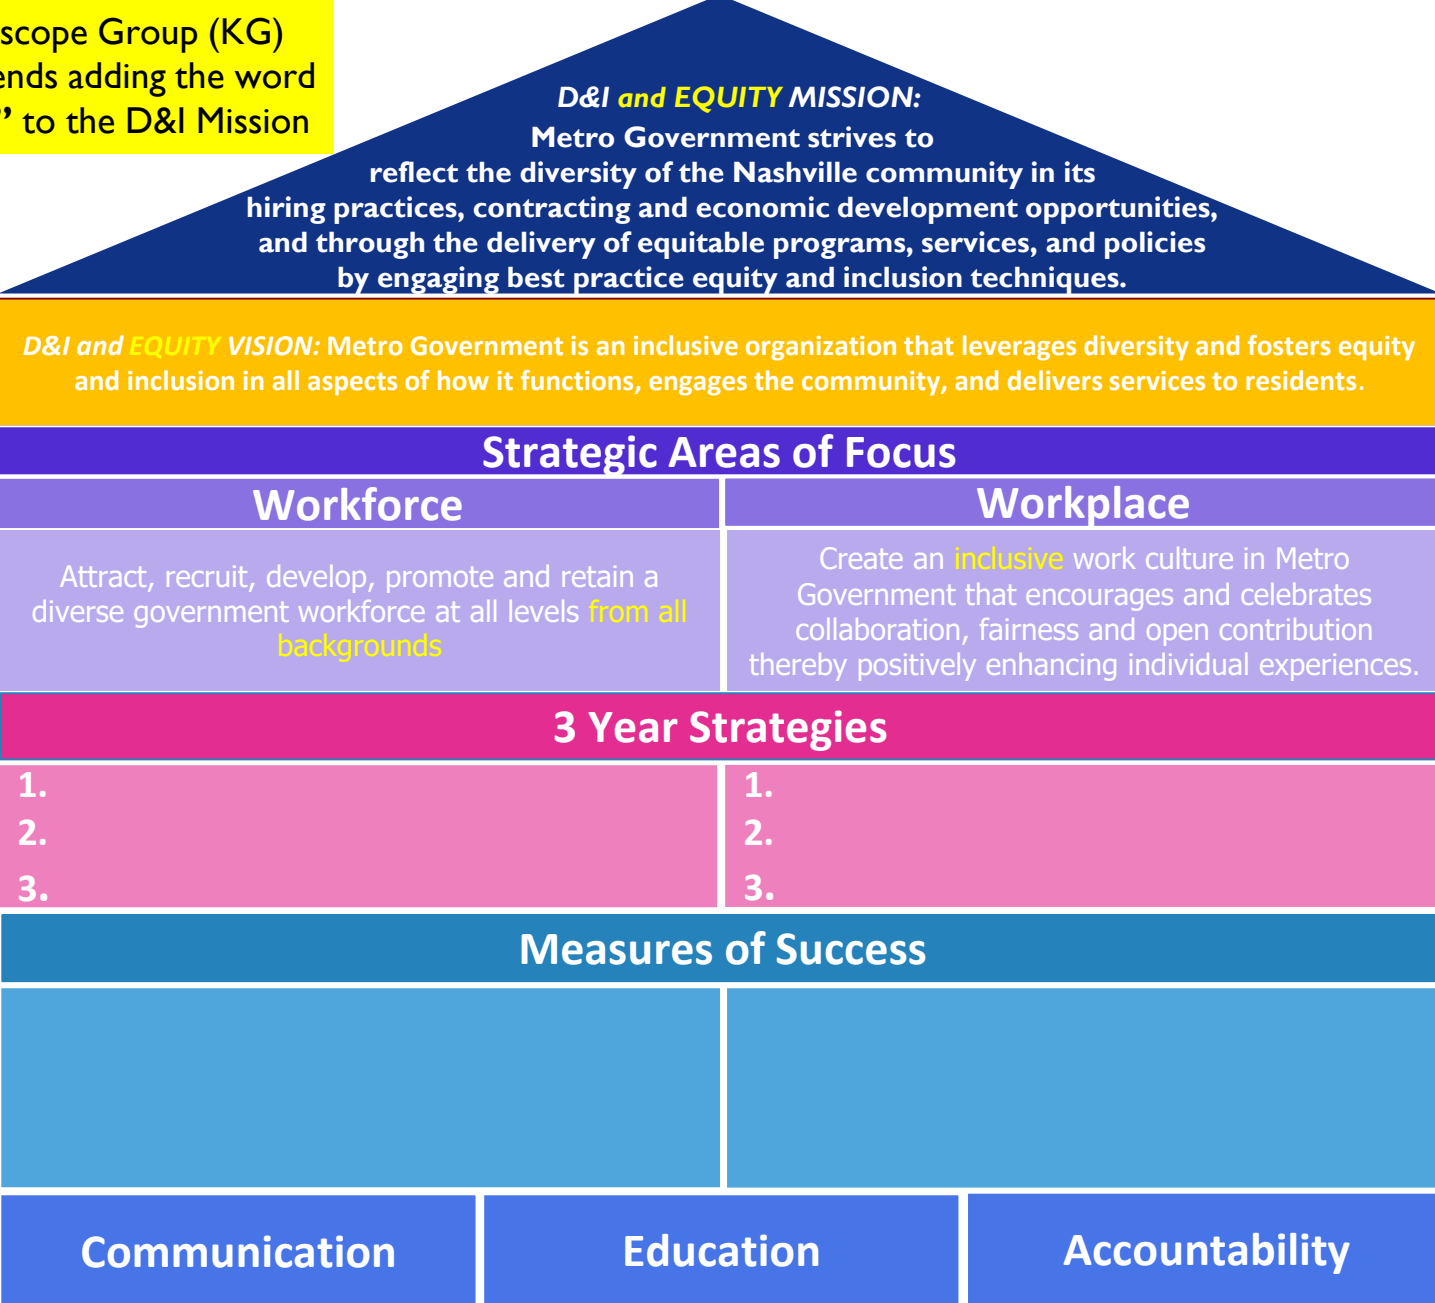 scope Group (KG)
ends adding the word
” to the D&I Mission
D&I and EQUITY MISSION:
Metro Government strives to
reflect the diversity of the Nashville community in its
hiring practices, contracting and economic development opportunities,
and through the delivery of equitable programs, services, and policies
by engaging best practice equity and inclusion techniques.
D&I and EQUITY VISION: Metro Government is an inclusive organization that leverages diversity and fosters equity
and inclusion in all aspects of how it functions, engages the community, and delivers services to residents.
Strategic Areas of Focus
Workforce
Workplace
Attract, recruit, develop, promote and retain a
diverse government workforce at all levels from all
backgrounds
Create an inclusive work culture in Metro
Government that encourages and celebrates
collaboration, fairness and open contribution
thereby positively enhancing individual experiences.
3 Year Strategies
1.
2.
3.
1.
2.
3.
Measures of Success
Communication
Education
Accountability